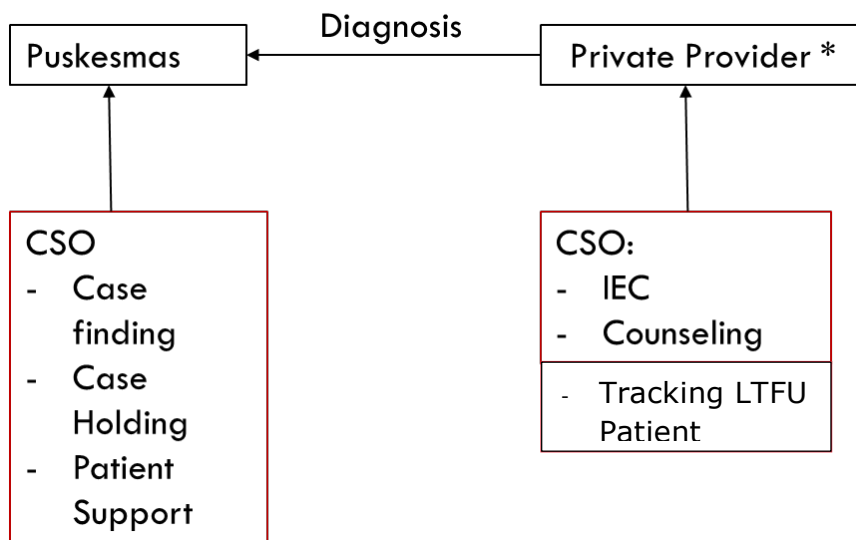 Diagnosis
Puskesmas
Private Provider *
CSO
- Case
finding
- Case
Holding
- Patient
Support
CSO:
- IEC
- Counseling
- Tracking LTFU
Patient